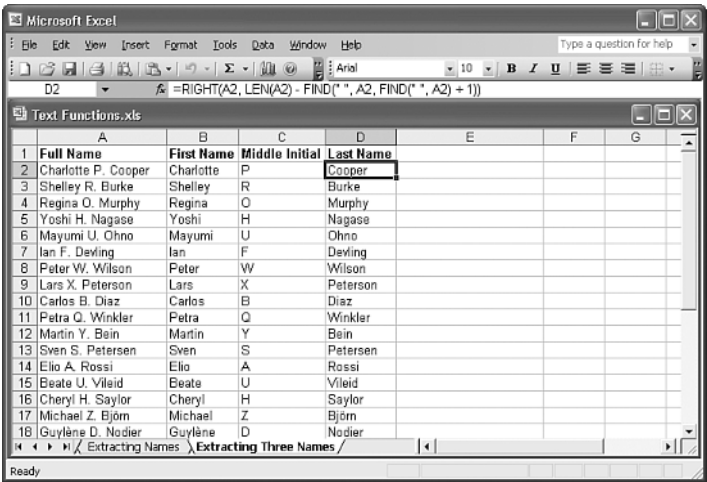 Microsoft Excel
File Edit View Insert Format Tools Data Window Help Type a question for help
Σ Arial 10 B I U
D2 fx =RIGHT(A2, LEN(A2) - FIND(" ", A2, FIND(" ", A2) + 1))
Text Functions.xls
A B C D E F G
1 Full Name First Name Middle Initial Last Name
2 Charlotte P. Cooper Charlotte P Cooper
3 Shelley R. Burke Shelley R Burke
4 Regina O. Murphy Regina O Murphy
5 Yoshi H. Nagase Yoshi H Nagase
6 Mayumi U. Ohno Mayumi U Ohno
7 Ian F. Devling Ian F Devling
8 Peter W. Wilson Peter W Wilson
9 Lars X. Peterson Lars X Peterson
10 Carlos B. Diaz Carlos B Diaz
11 Petra Q. Winkler Petra Q Winkler
12 Martin Y. Bein Martin Y Bein
13 Sven S. Petersen Sven S Petersen
14 Elio A. Rossi Elio A Rossi
15 Beate U. Vileid Beate U Vileid
16 Cheryl H. Saylor Cheryl H Saylor
17 Michael Z. Björn Michael Z Björn
18 Guylène D. Nodier Guylène D Nodier
Extracting Names Extracting Three Names
Ready